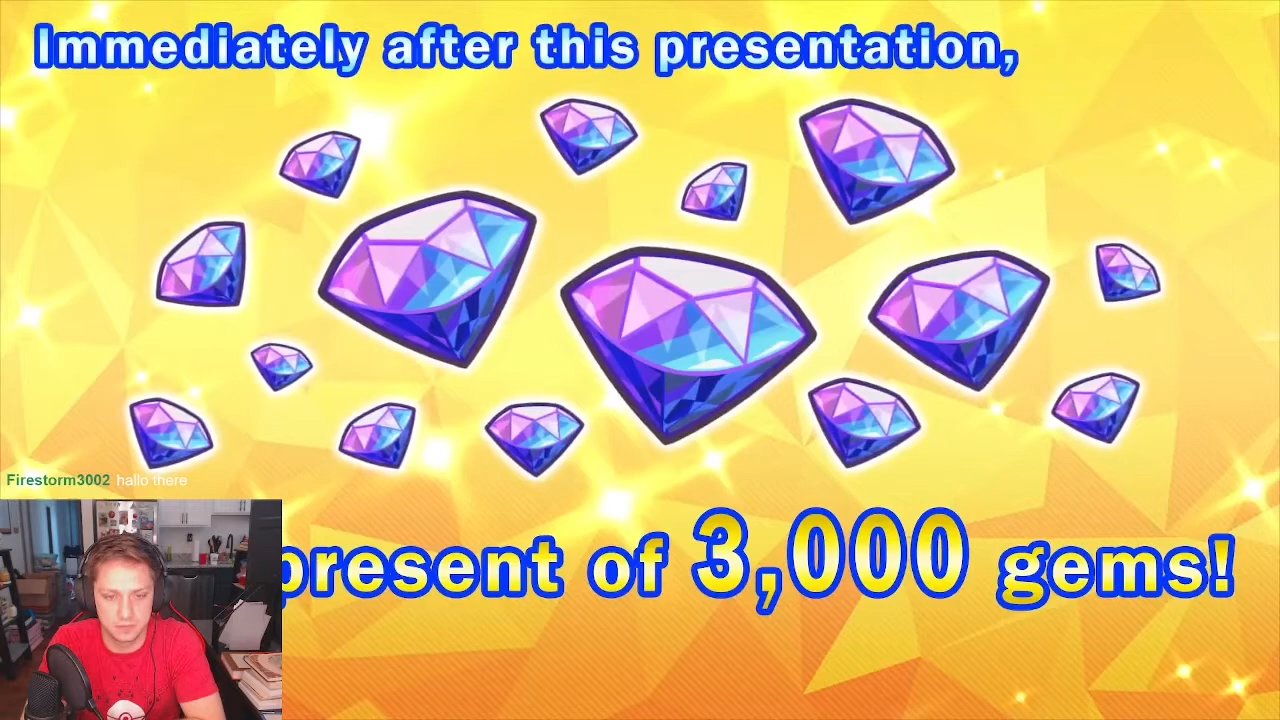 Immediately after this presentation,
Firestorm3002 hallo there
present of 3,000 gems!